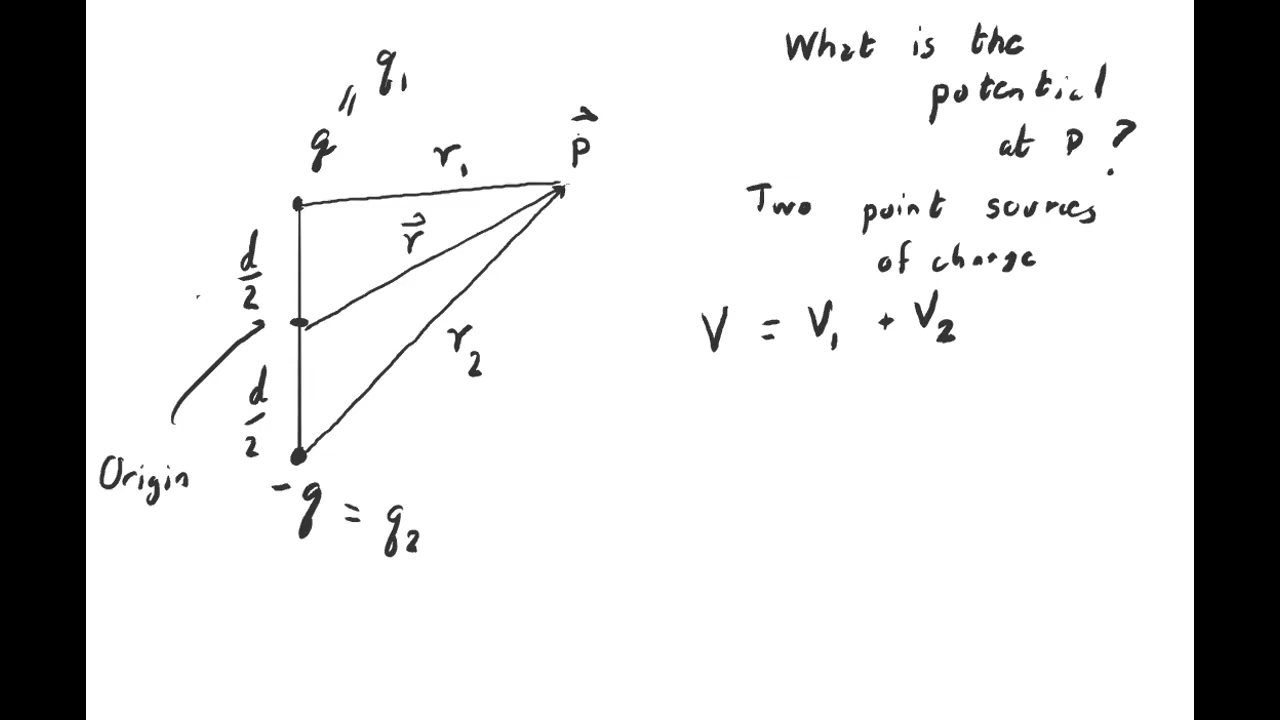 What is the
potential
at P ?
Two point sources
of charge
V = V₁ + V₂
q₁
=
q
r₁
P⃗
r⃗
d/2
r₂
d/2
Origin
-q = q₂